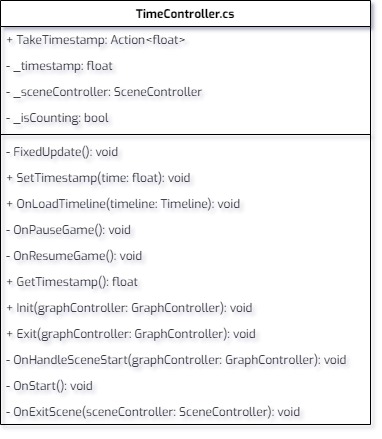 TimeController.cs
+ TakeTimestamp: Action<float>
- _timestamp: float
- _sceneController: SceneController
- _isCounting: bool
- FixedUpdate(): void
+ SetTimestamp(time: float): void
+ OnLoadTimeline(timeline: Timeline): void
- OnPauseGame(): void
- OnResumeGame(): void
+ GetTimestamp(): float
+ Init(graphController: GraphController): void
+ Exit(graphController: GraphController): void
- OnHandleSceneStart(graphController: GraphController): void
- OnStart(): void
- OnExitScene(sceneController: SceneController): void